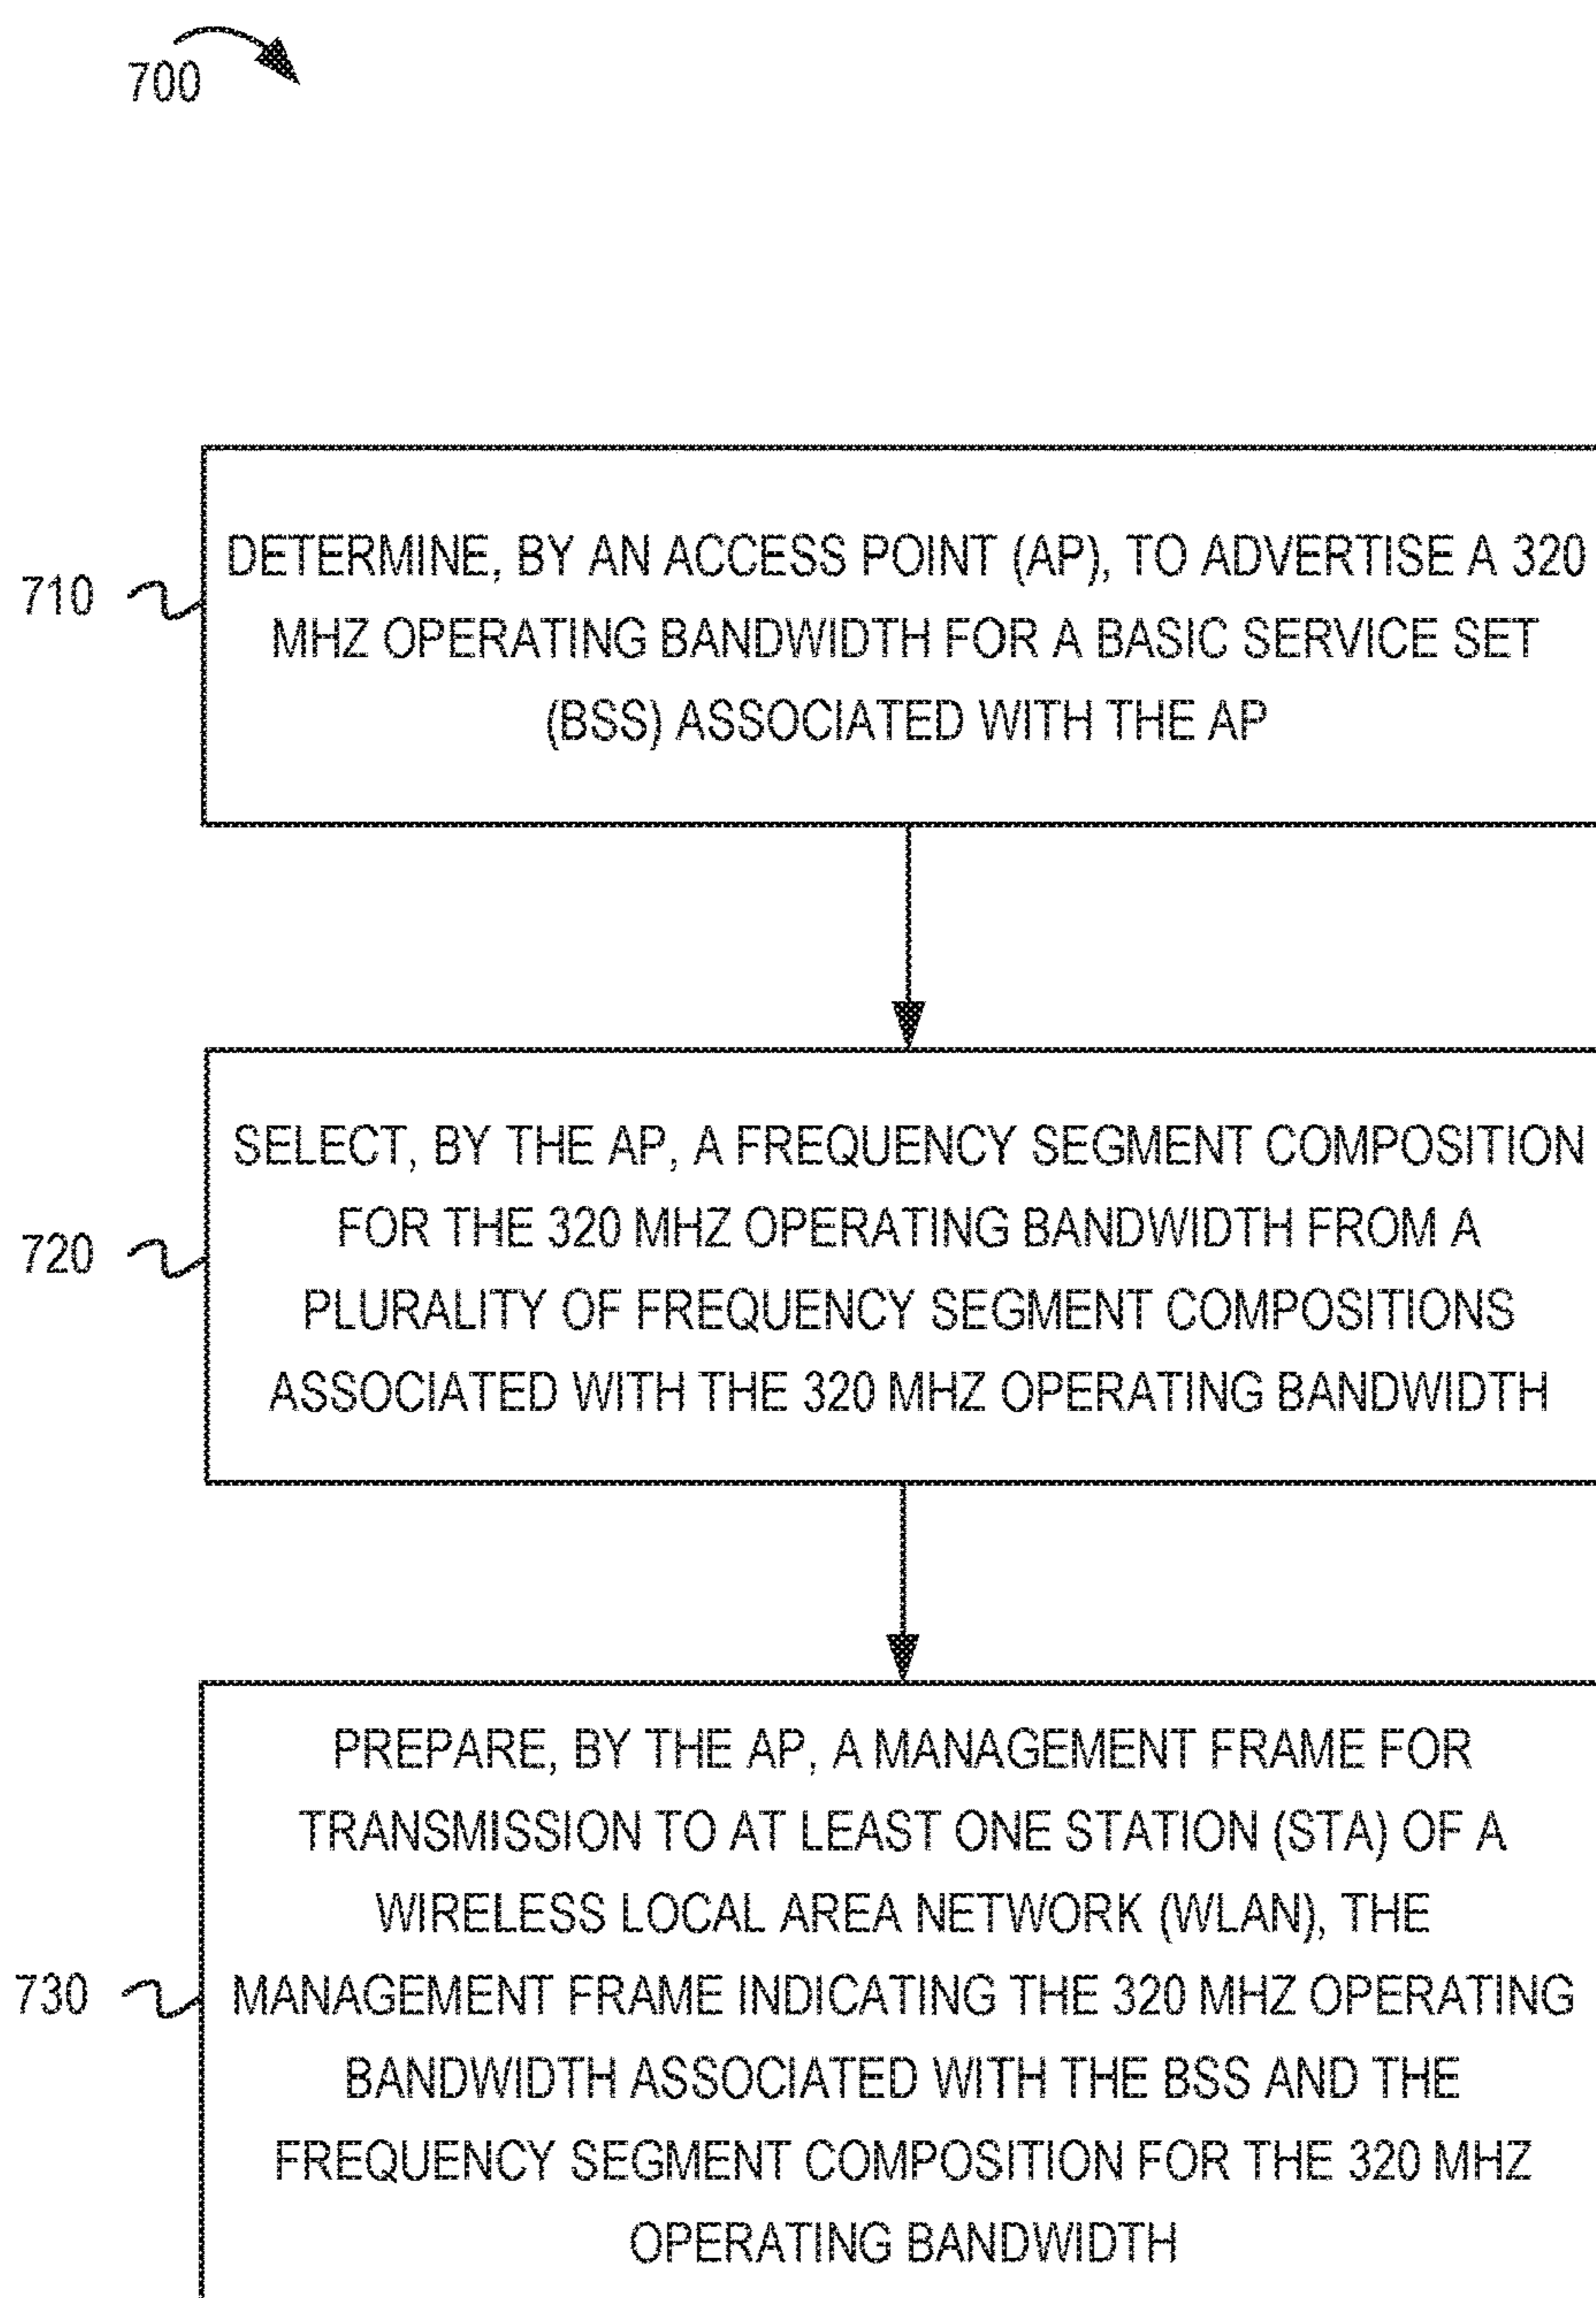 700
710
DETERMINE, BY AN ACCESS POINT (AP), TO ADVERTISE A 320
MHZ OPERATING BANDWIDTH FOR A BASIC SERVICE SET
(BSS) ASSOCIATED WITH THE AP
720
SELECT, BY THE AP, A FREQUENCY SEGMENT COMPOSITION
FOR THE 320 MHZ OPERATING BANDWIDTH FROM A
PLURALITY OF FREQUENCY SEGMENT COMPOSITIONS
ASSOCIATED WITH THE 320 MHZ OPERATING BANDWIDTH
730
PREPARE, BY THE AP, A MANAGEMENT FRAME FOR
TRANSMISSION TO AT LEAST ONE STATION (STA) OF A
WIRELESS LOCAL AREA NETWORK (WLAN), THE
MANAGEMENT FRAME INDICATING THE 320 MHZ OPERATING
BANDWIDTH ASSOCIATED WITH THE BSS AND THE
FREQUENCY SEGMENT COMPOSITION FOR THE 320 MHZ
OPERATING BANDWIDTH